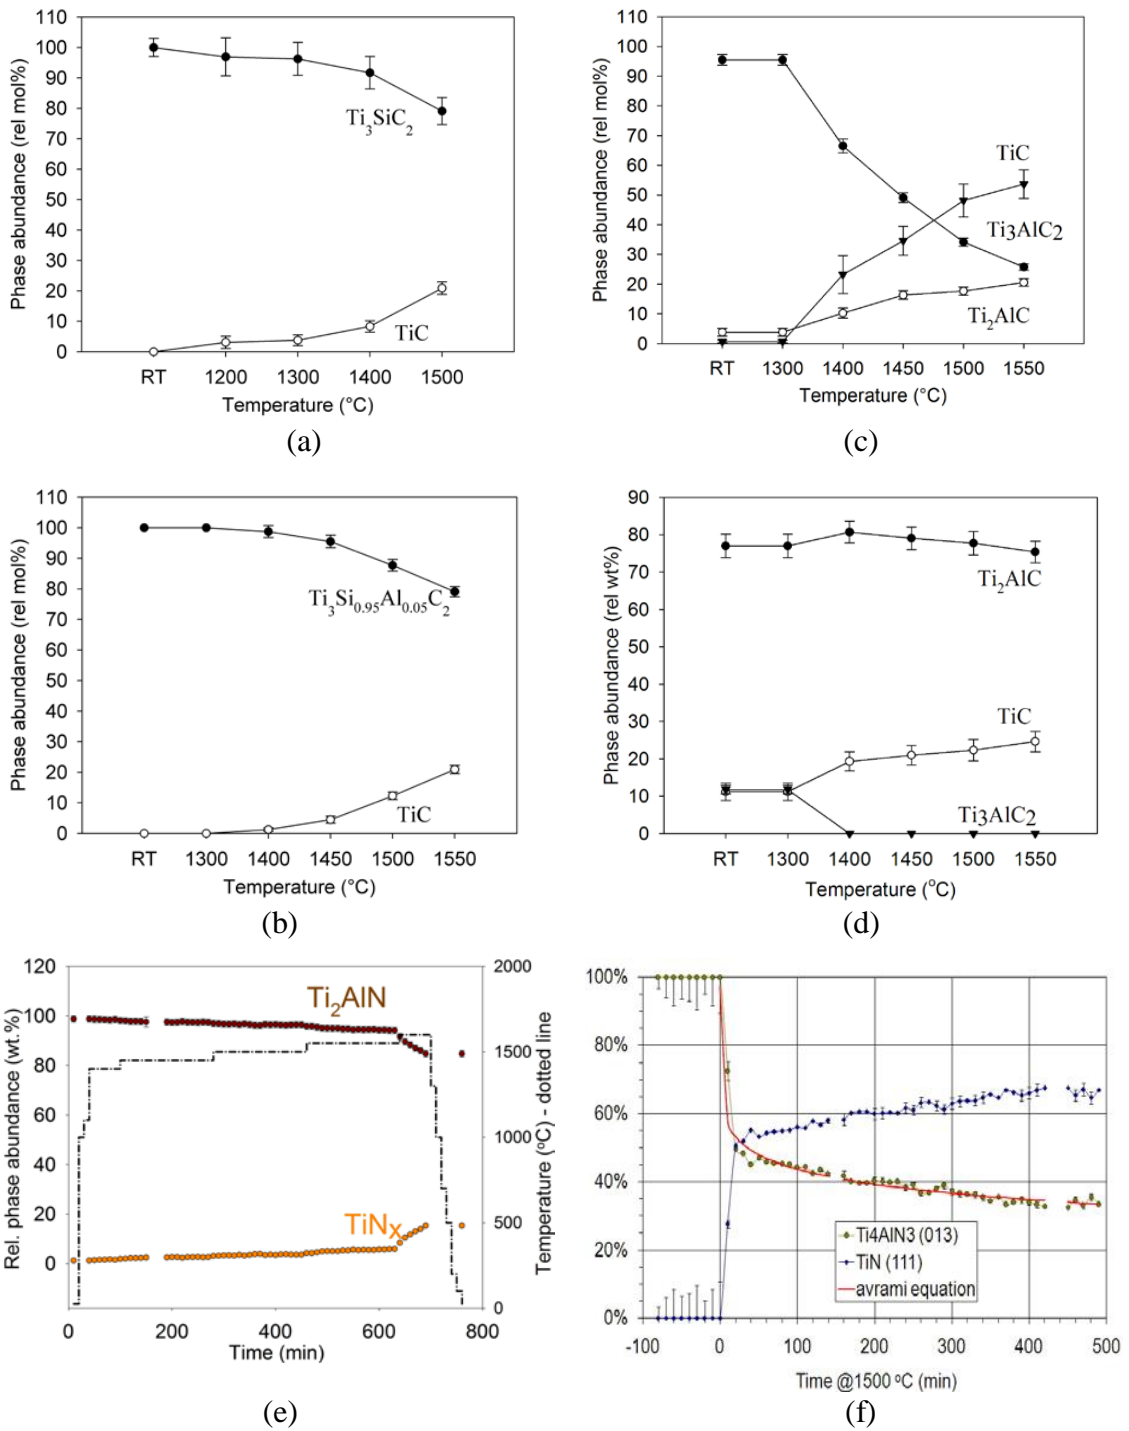 110
100
90
80
70
60
50
40
30
20
10
0
Phase abundance (rel mol%)
Ti3SiC2
TiC
RT 1200 1300 1400 1500
Temperature (°C)
(a)
110
100
90
80
70
60
50
40
30
20
10
0
Phase abundance (rel mol%)
TiC
Ti3AlC2
Ti2AlC
RT 1300 1400 1450 1500 1550
Temperature (°C)
(c)
110
100
90
80
70
60
50
40
30
20
10
0
Phase abundance (rel mol%)
Ti3Si0.95Al0.05C2
TiC
RT 1300 1400 1450 1500 1550
Temperature (°C)
(b)
90
80
70
60
50
40
30
20
10
0
Phase abundance (rel wt%)
Ti2AlC
TiC
Ti3AlC2
RT 1300 1400 1450 1500 1550
Temperature (°C)
(d)
120
100
80
60
40
20
0
Rel. phase abundance (wt.%)
Ti2AlN
TiNx
2000
1500
1000
500
0
Temperature (°C) - dotted line
0 200 400 600 800
Time (min)
(e)
100%
80%
60%
40%
20%
0%
Ti4AlN3 (013)
TiN (111)
avrami equation
-100 0 100 200 300 400 500
Time @1500 °C (min)
(f)